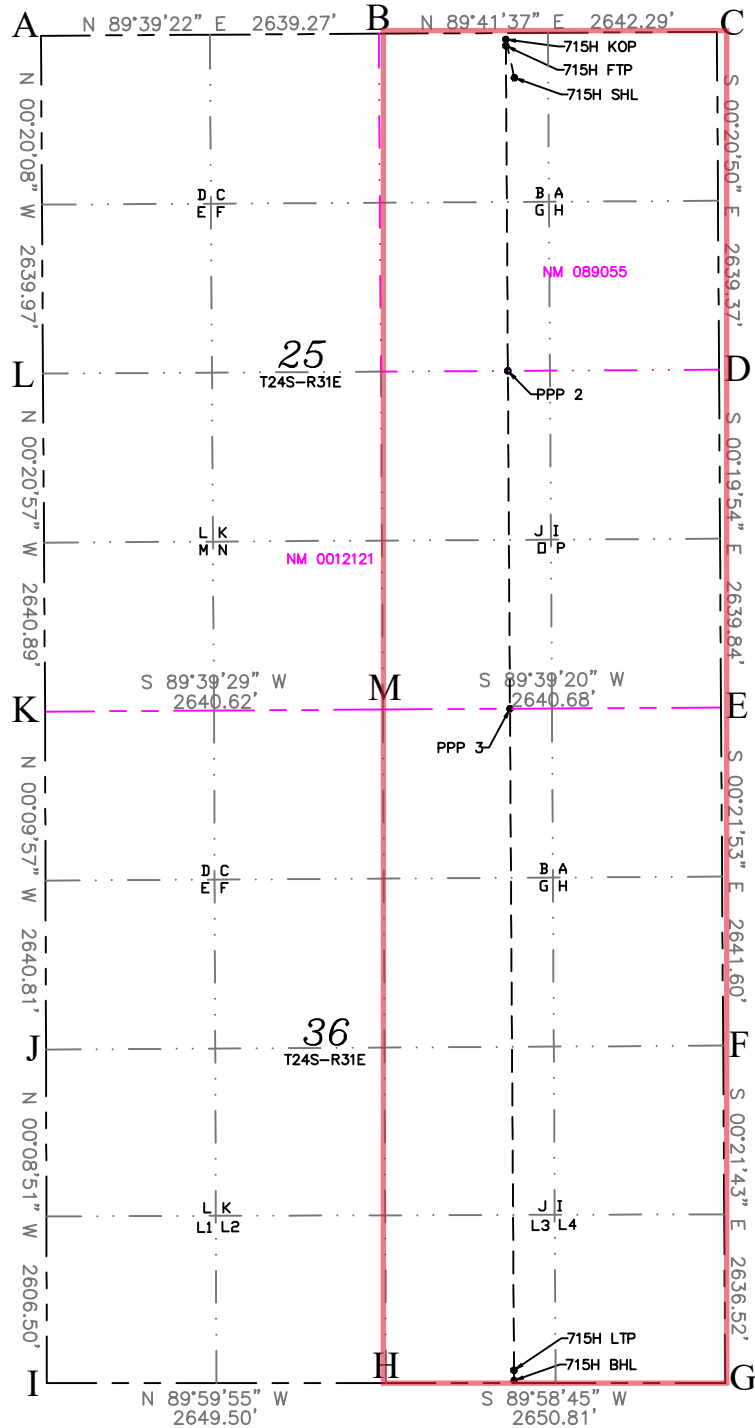 A
N 89°39'22" E 2639.27'
B
N 89°41'37" E 2642.29'
C
715H KOP
715H FTP
715H SHL
N 00°20'08" W 2639.97'
S 00°20'50" E 2639.37'
D C
E F
B A
G H
NM 089055
25
T24S-R31E
L
D
PPP 2
N 00°20'57" W 2640.89'
S 00°19'54" E 2639.84'
L K
M N
J I
O P
NM 0012121
S 89°39'29" W
2640.62'
M
S 89°39'20" W
2640.68'
K
E
PPP 3
N 00°09'57" W 2640.81'
S 00°21'53" E 2641.60'
D C
E F
B A
G H
36
T24S-R31E
J
F
N 00°08'51" W 2606.50'
S 00°21'43" E 2636.52'
L K
L1 L2
J I
L3 L4
715H LTP
715H BHL
I
H
G
N 89°59'55" W
2649.50'
S 89°58'45" W
2650.81'